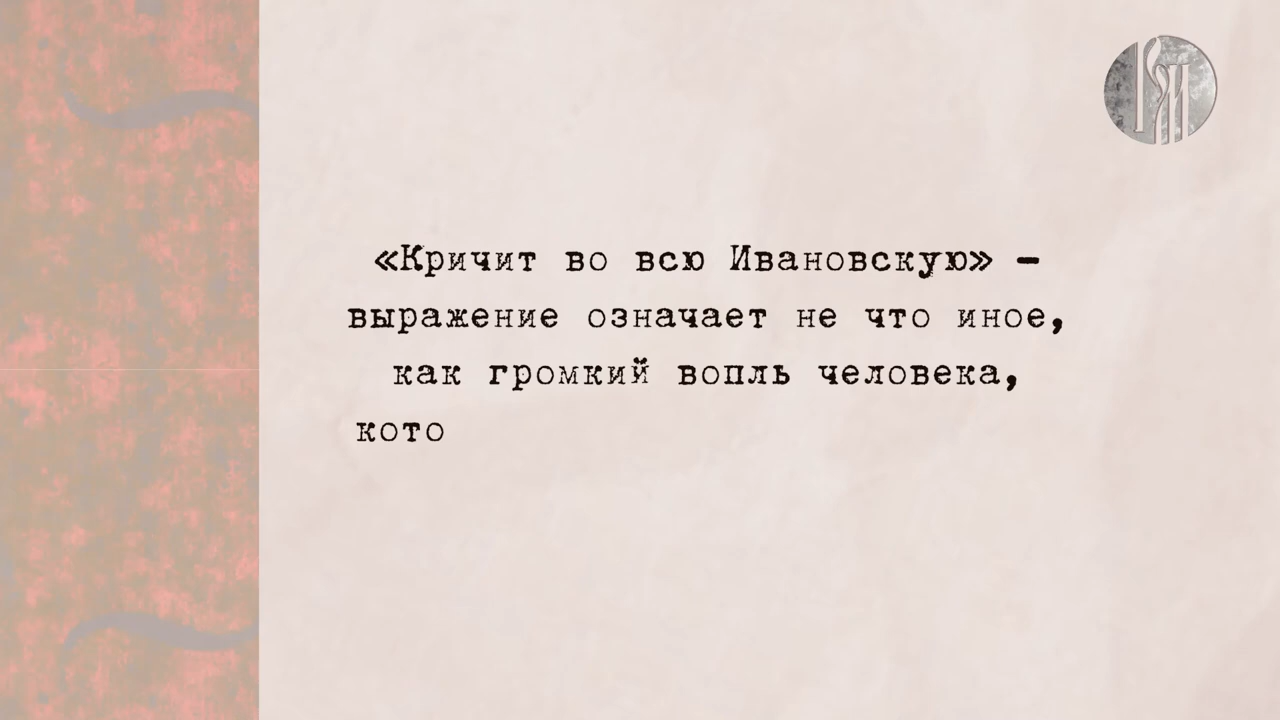 «Кричит во всю Ивановскую» –
выражение означает не что иное,
как громкий вопль человека,
кото